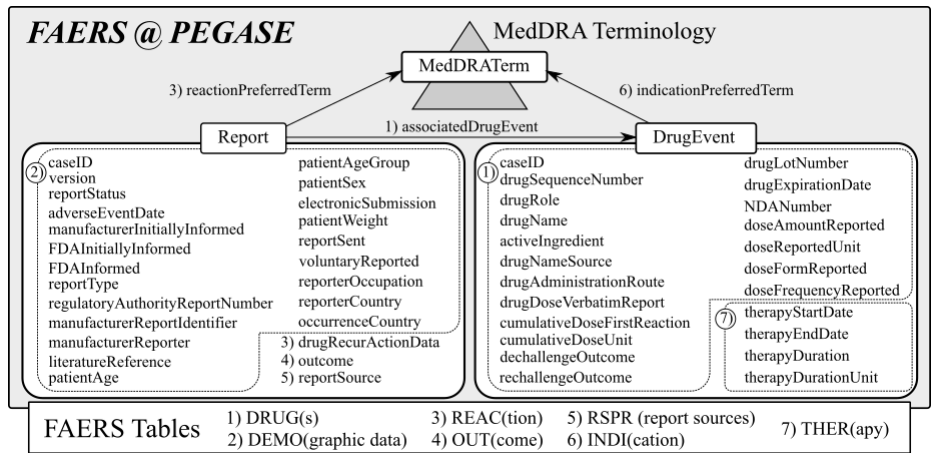 FAERS @ PEGASE
MedDRA Terminology
MedDRATerm
3) reactionPreferredTerm
6) indicationPreferredTerm
1) associatedDrugEvent
Report
DrugEvent
2)
caseID
version
reportStatus
adverseEventDate
manufacturerInitiallyInformed
FDAInitiallyInformed
FDAInformed
reportType
regulatoryAuthorityReportNumber
manufacturerReportIdentifier
manufacturerReporter
literatureReference
patientAge
patientAgeGroup
patientSex
electronicSubmission
patientWeight
reportSent
voluntaryReported
reporterOccupation
reporterCountry
occurrenceCountry
3) drugRecurActionData
4) outcome
5) reportSource
1)
caseID
drugSequenceNumber
drugRole
drugName
activeIngredient
drugNameSource
drugAdministrationRoute
drugDoseVerbatimReport
cumulativeDoseFirstReaction
cumulativeDoseUnit
dechallengeOutcome
rechallengeOutcome
drugLotNumber
drugExpirationDate
NDANumber
doseAmountReported
doseReportedUnit
doseFormReported
doseFrequencyReported
7)
therapyStartDate
therapyEndDate
therapyDuration
therapyDurationUnit
FAERS Tables
1) DRUG(s)
2) DEMO(graphic data)
3) REAC(tion)
4) OUT(come)
5) RSPR (report sources)
6) INDI(cation)
7) THER(apy)